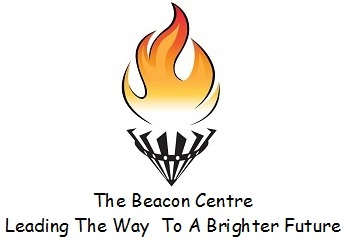 The Beacon Centre
Leading The Way  To A Brighter Future